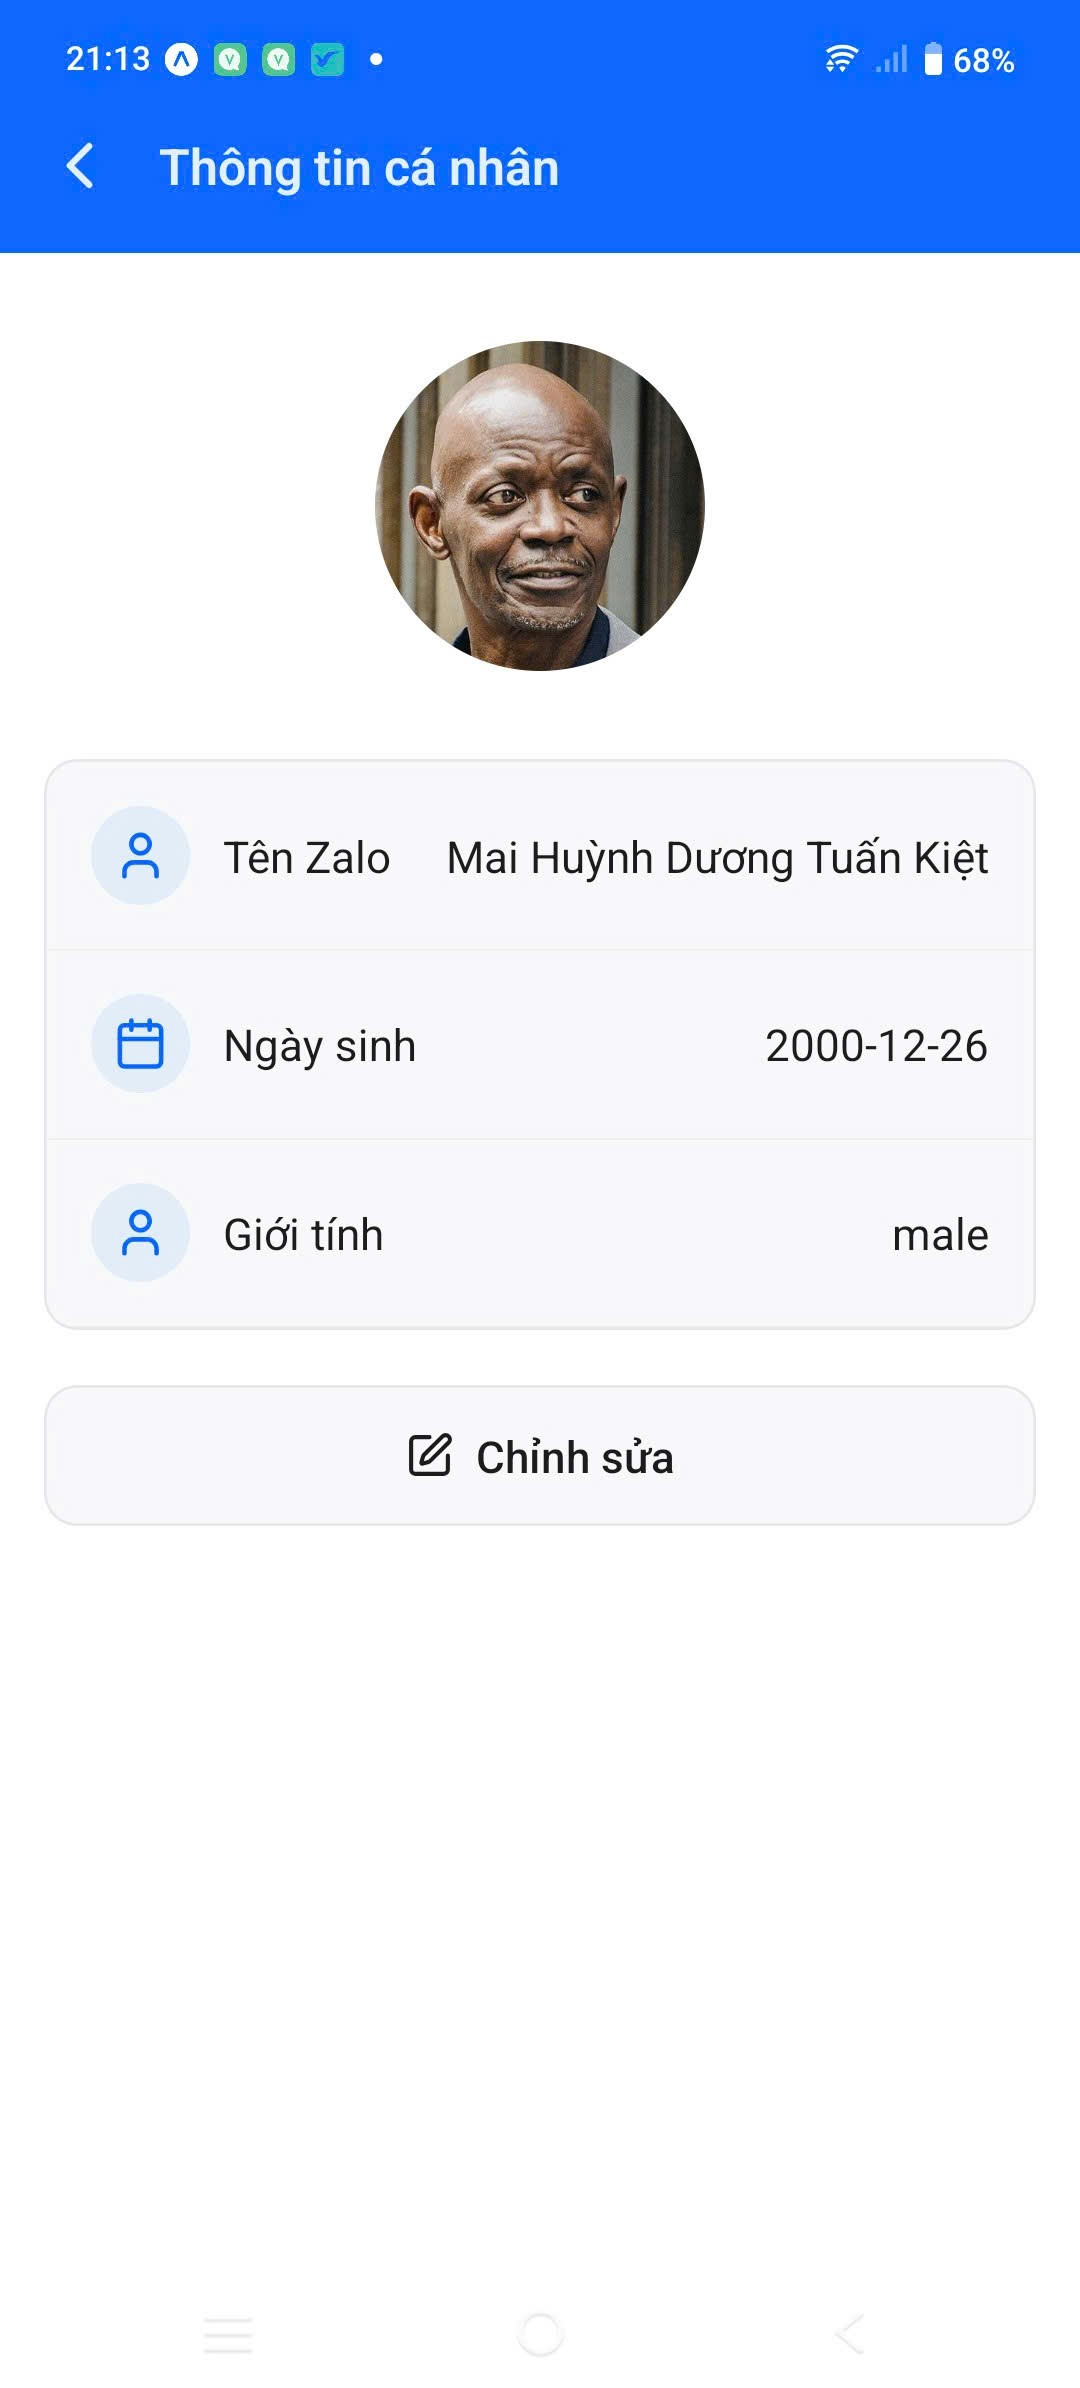 21:13
68%
Thông tin cá nhân
Tên Zalo Mai Huỳnh Dương Tuấn Kiệt
Ngày sinh 2000-12-26
Giới tính male
Chỉnh sửa